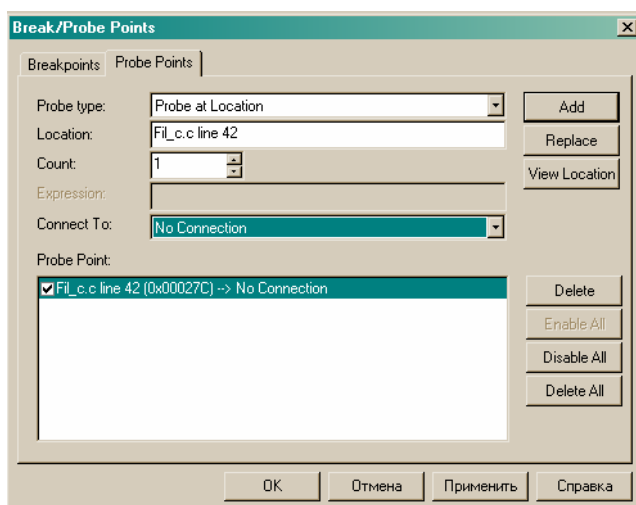 Break/Probe Points
Breakpoints
Probe Points
Probe type:
Probe at Location
Add
Location:
Fil_c.c line 42
Replace
Count:
1
View Location
Expression:
Connect To:
No Connection
Probe Point:
Fil_c.c line 42 (0x00027C) --> No Connection
Delete
Enable All
Disable All
Delete All
OK
Отмена
Применить
Справка